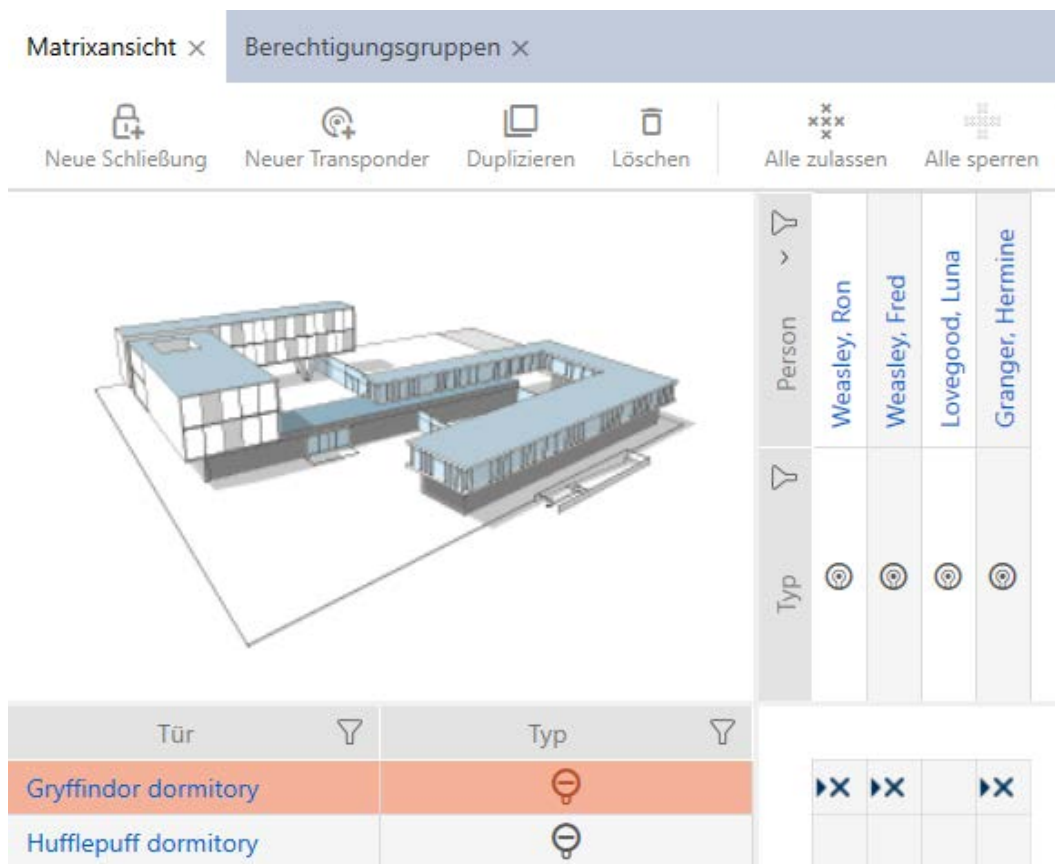 Matrixansicht × Berechtigungsgruppen ×
Neue Schließung Neuer Transponder Duplizieren Löschen Alle zulassen Alle sperren
Person
Weasley, Ron
Weasley, Fred
Lovegood, Luna
Granger, Hermine
Typ
Tür Typ
Gryffindor dormitory
Hufflepuff dormitory